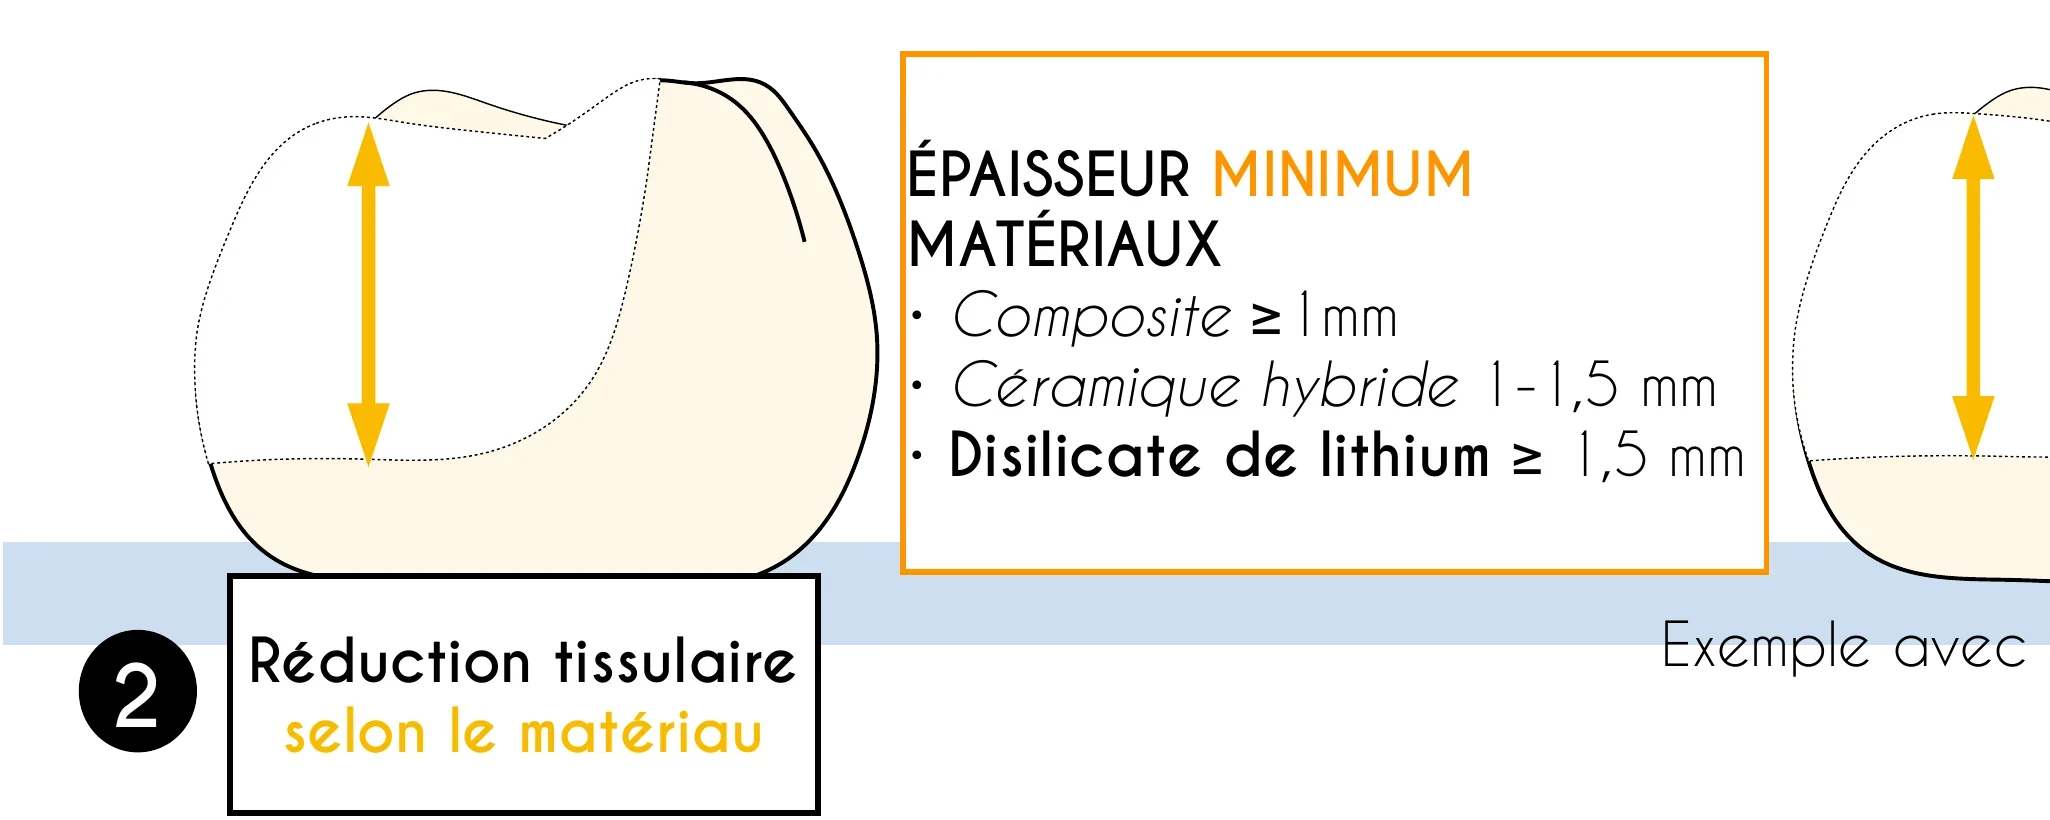 ÉPAISSEUR MINIMUM
MATÉRIAUX
• Composite ≥ 1mm
• Céramique hybride 1-1,5 mm
• Disilicate de lithium ≥ 1,5 mm
Exemple avec
2
Réduction tissulaire
selon le matériau